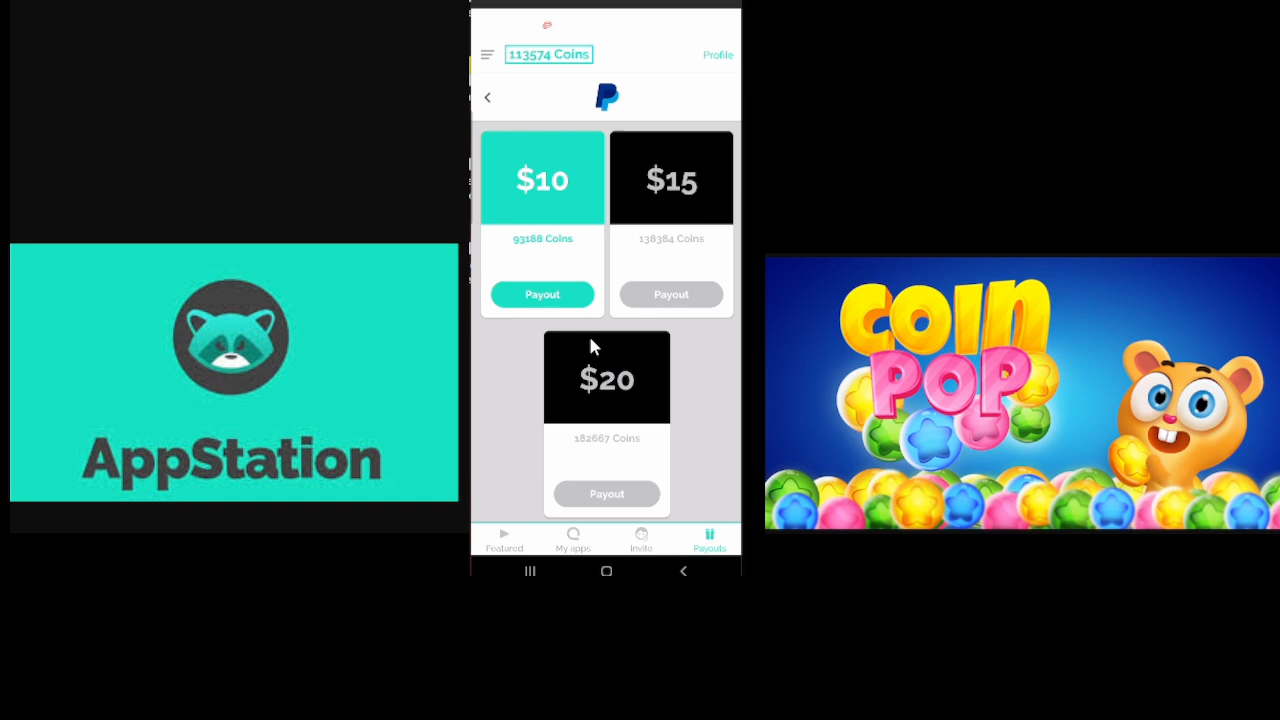 AppStation
113574 Coins
Profile
$10
$15
93188 Coins
138384 Coins
Payout
Payout
$20
182667 Coins
Payout
Featured
My apps
Invite
Payouts
COIN
POP